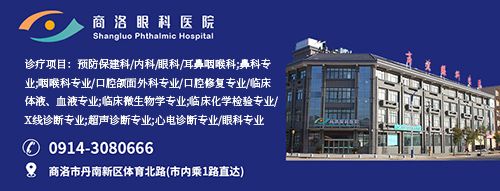 商洛眼科医院
Shangluo Phthalmic Hospital
诊疗项目：预防保健科/内科/眼科/耳鼻咽喉科;鼻科专
业;咽喉科专业/口腔颌面外科专业/口腔修复专业/临床
体液、血液专业;临床微生物学专业;临床化学检验专业/
X线诊断专业;超声诊断专业;心电诊断专业/眼科专业
0914-3080666
商洛市丹南新区体育北路(市内乘1路直达)
商洛眼科医院